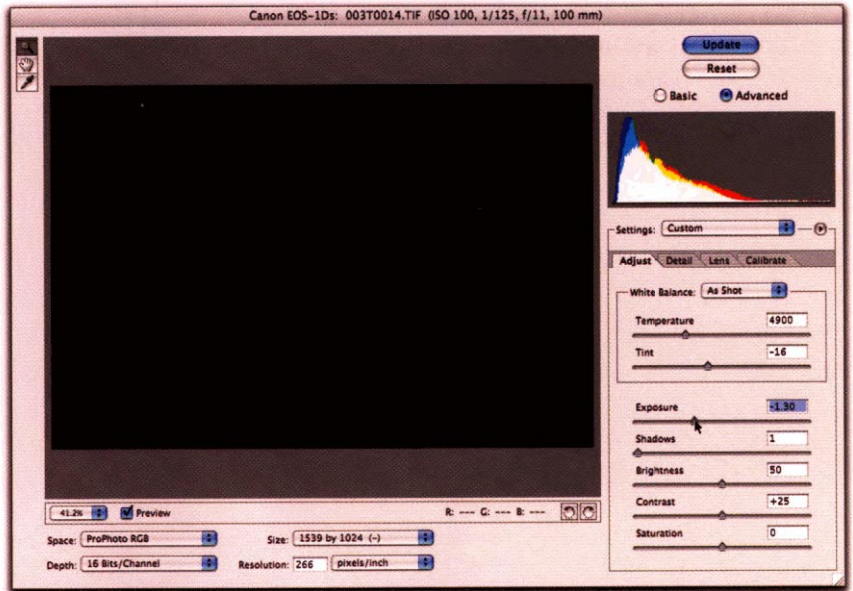 Canon EOS-1Ds: 003T0014.TIF (ISO 100, 1/125, f/11, 100 mm)
Update
Reset
Basic Advanced
Settings: Custom
Adjust Detail Lens Calibrate
White Balance: As Shot
Temperature 4900
Tint -16
Exposure -1.30
Shadows 1
Brightness 50
Contrast +25
Saturation 0
41.2% Preview R: --- G: --- B: ---
Space: ProPhoto RGB Size: 1539 by 1024 (-)
Depth: 16 Bits/Channel Resolution: 266 pixels/inch